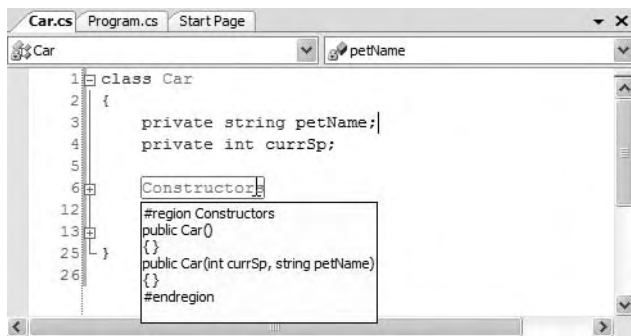 Car.cs Program.cs Start Page
Car petName
1 class Car
2 {
3 private string petName;
4 private int currSp;
5
6 Constructors
12 #region Constructors
13 public Car()
{}
public Car(int currSp, string petName)
25 } {}
26 #endregion